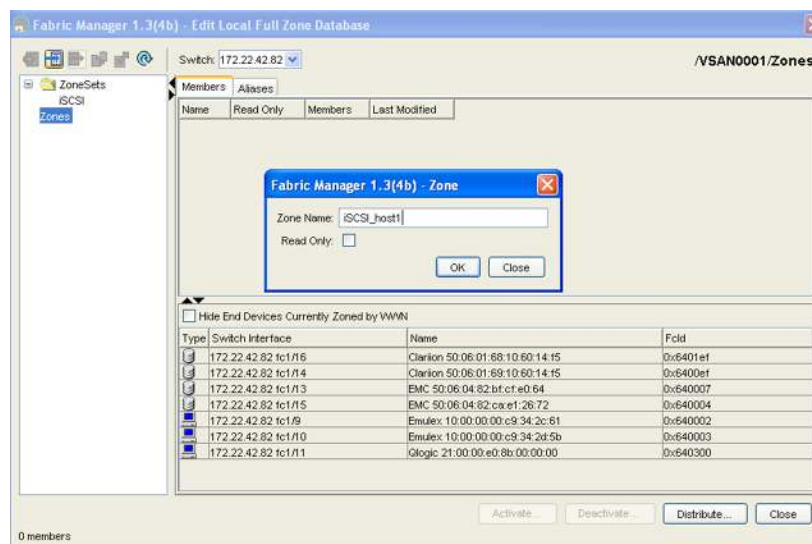 Fabric Manager 1.3(4b) - Edit Local Full Zone Database
Switch: 172.22.42.82
/VSAN0001/Zones
ZoneSets
iSCSI
Zones
Members Aliases
Name Read Only Members Last Modified
Fabric Manager 1.3(4b) - Zone
Zone Name: iSCSI_host1
Read Only:
OK Close
Hide End Devices Currently Zoned by WWN
Type Switch Interface Name FcId
172.22.42.82 fc1/16 Clariion 50:06:01:68:10:60:14:f5 0x6401ef
172.22.42.82 fc1/14 Clariion 50:06:01:69:10:60:14:f5 0x6400ef
172.22.42.82 fc1/13 EMC 50:06:04:82:bf:cf:e0:64 0x640007
172.22.42.82 fc1/15 EMC 50:06:04:82:ca:e1:26:72 0x640004
172.22.42.82 fc1/9 Emulex 10:00:00:00:c9:34:2c:61 0x640002
172.22.42.82 fc1/10 Emulex 10:00:00:00:c9:34:2d:5b 0x640003
172.22.42.82 fc1/11 Qlogic 21:00:00:e0:8b:00:00:00 0x640300
Activate... Deactivate... Distribute... Close
0 members